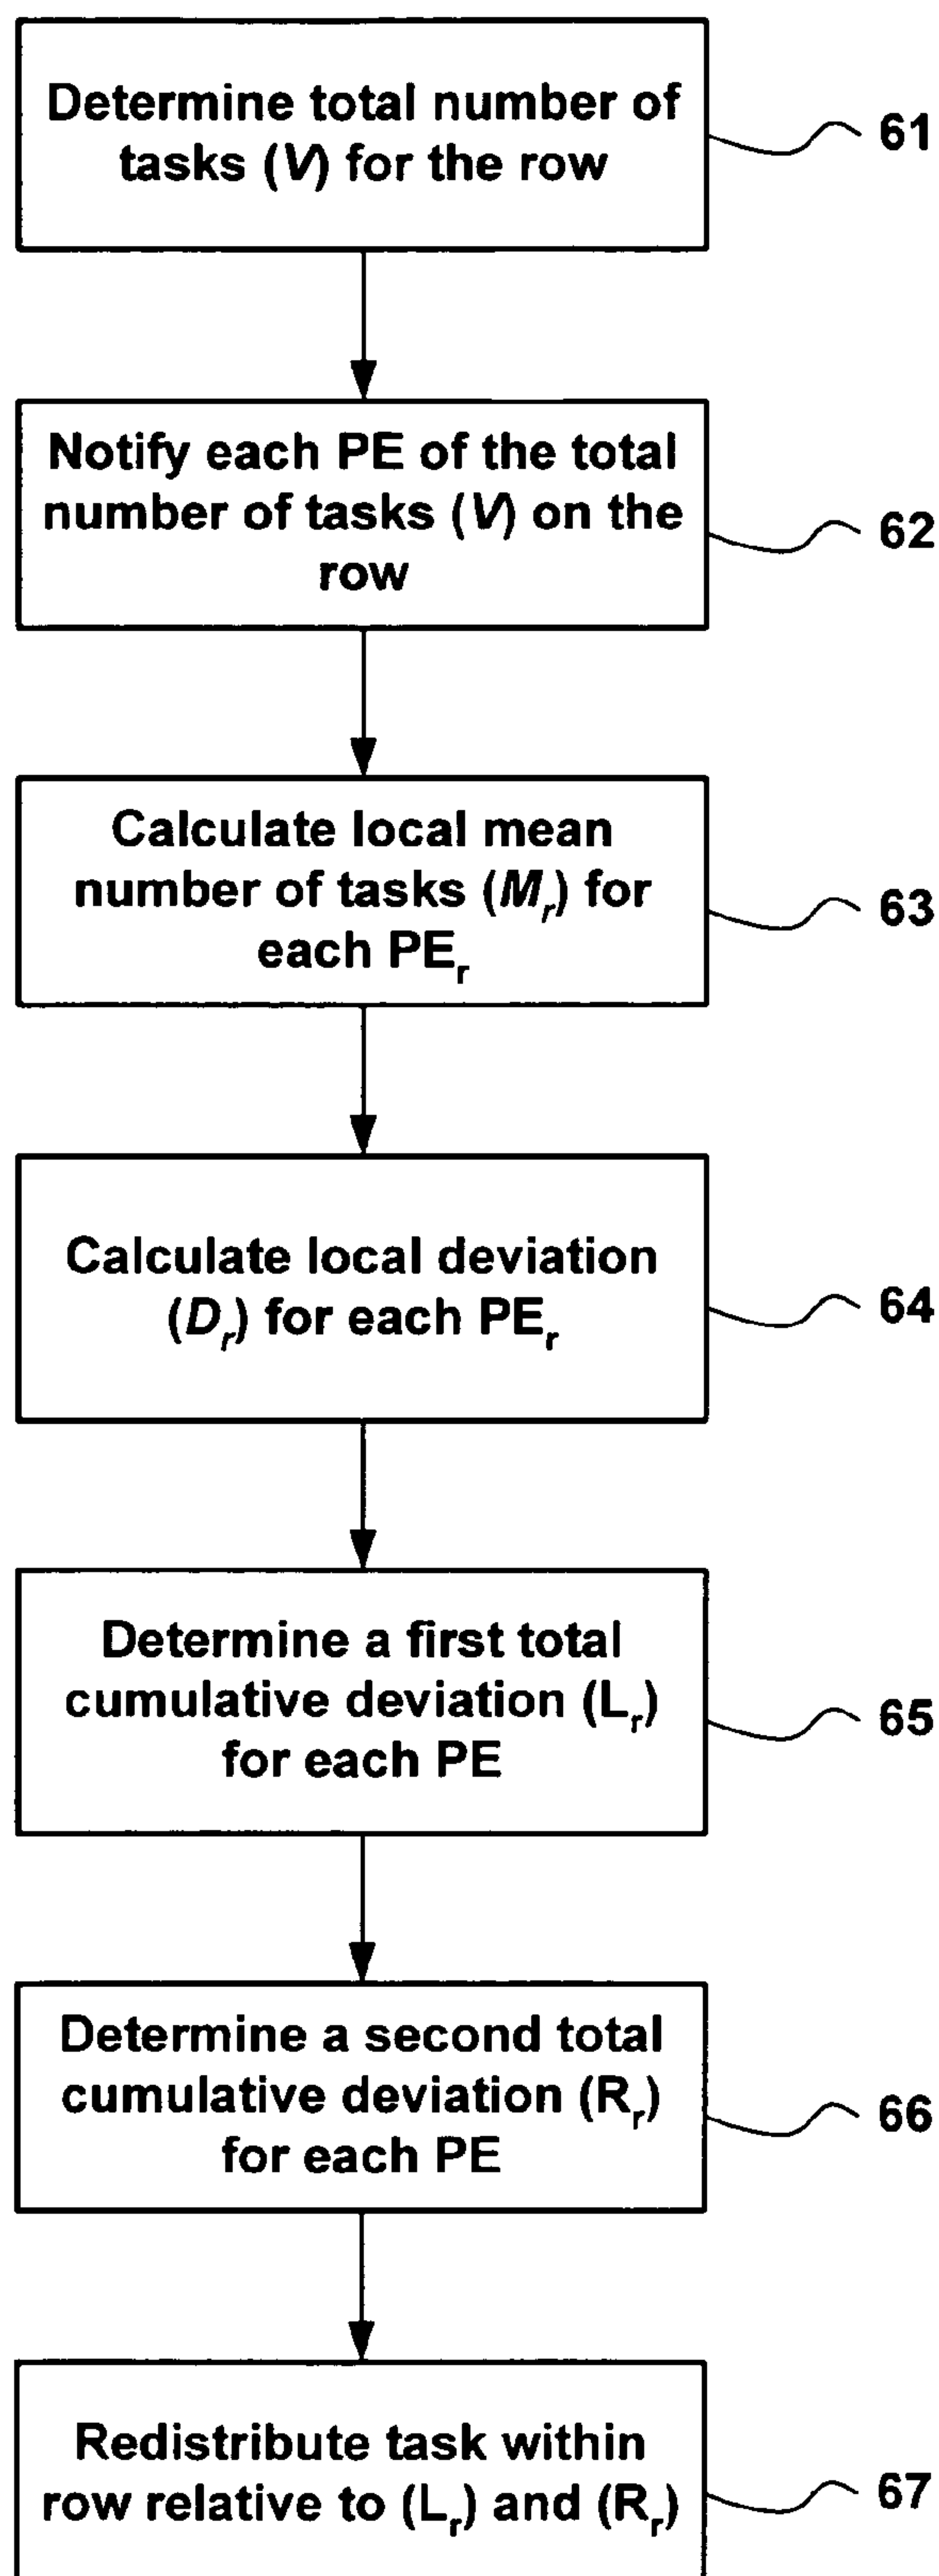 Determine total number of
tasks (V) for the row
61
Notify each PE of the total
number of tasks (V) on the
row
62
Calculate local mean
number of tasks (Mr) for
each PEr
63
Calculate local deviation
(Dr) for each PEr
64
Determine a first total
cumulative deviation (Lr)
for each PE
65
Determine a second total
cumulative deviation (Rr)
for each PE
66
Redistribute task within
row relative to (Lr) and (Rr)
67